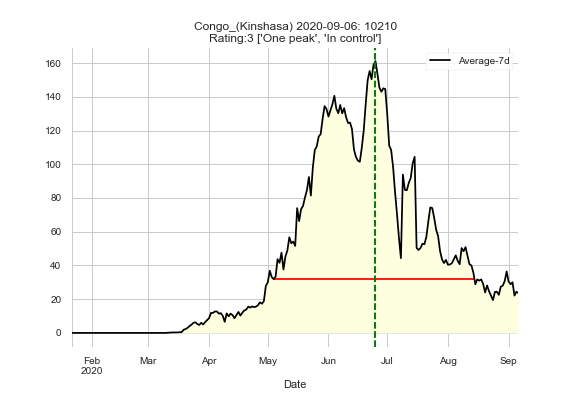 Congo_(Kinshasa) 2020-09-06: 10210
Rating:3 ['One peak', 'In control']
Average-7d
160
140
120
100
80
60
40
20
0
Feb
2020
Mar
Apr
May
Jun
Jul
Aug
Sep
Date